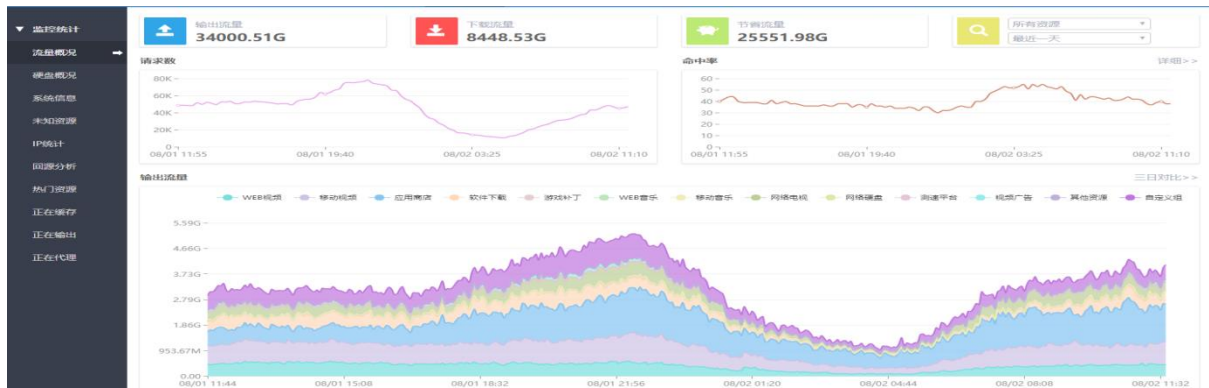 监控统计
流量概况
硬盘概况
系统信息
未知资源
IP统计
回源分析
热门资源
正在缓存
正在输出
正在代理
输出流量
34000.51G
下载流量
8448.53G
节省流量
25551.98G
所有资源
最近一天
请求数
80K
60K
40K
20K
0
08/01 11:55 08/01 19:40 08/02 03:25 08/02 11:10
命中率 详细>>
60
50
40
30
20
10
0
08/01 11:55 08/01 19:40 08/02 03:25 08/02 11:10
输出流量 三日对比>>
WEB视频 移动视频 应用商店 软件下载 游戏补丁 WEB音乐 移动音乐 网络电视 网络硬盘 测速平台 视频广告 其他资源 自定义组
5.59G
4.66G
3.73G
2.79G
1.86G
953.67M
0.00
08/01 11:44 08/01 15:08 08/01 18:32 08/01 21:56 08/02 01:20 08/02 04:44 08/02 08:08 08/02 11:32